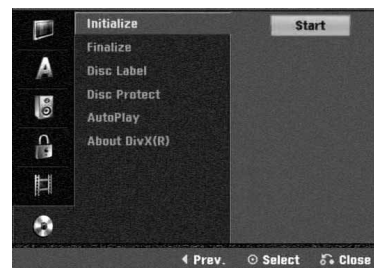 Initialize
Start
Finalize
Disc Label
Disc Protect
AutoPlay
About DivX(R)
A
Prev.
Select
Close